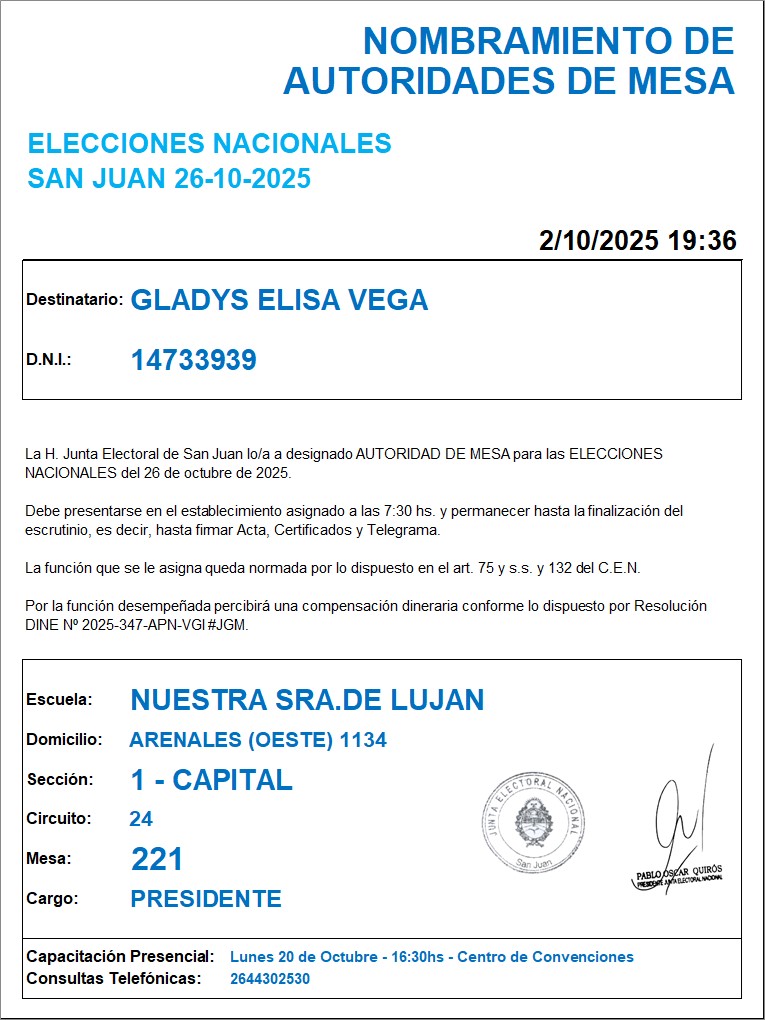 NOMBRAMIENTO DE
AUTORIDADES DE MESA
ELECCIONES NACIONALES
SAN JUAN 26-10-2025
2/10/2025 19:36
Destinatario: GLADYS ELISA VEGA
D.N.I.: 14733939
La H. Junta Electoral de San Juan lo/a a designado AUTORIDAD DE MESA para las ELECCIONES
NACIONALES del 26 de octubre de 2025.
Debe presentarse en el establecimiento asignado a las 7:30 hs. y permanecer hasta la finalización del
escrutinio, es decir, hasta firmar Acta, Certificados y Telegrama.
La función que se le asigna queda normada por lo dispuesto en el art. 75 y s.s. y 132 del C.E.N.
Por la función desempeñada percibirá una compensación dineraria conforme lo dispuesto por Resolución
DINE Nº 2025-347-APN-VGI#JGM.
Escuela: NUESTRA SRA.DE LUJAN
Domicilio: ARENALES (OESTE) 1134
Sección: 1 - CAPITAL
Circuito: 24
Mesa: 221
Cargo: PRESIDENTE
JUNTA ELECTORAL NACIONAL
San Juan
PABLO OSCAR QUIRÓS
PRESIDENTE JUNTA ELECTORAL NACIONAL
Capacitación Presencial: Lunes 20 de Octubre - 16:30hs - Centro de Convenciones
Consultas Telefónicas: 2644302530